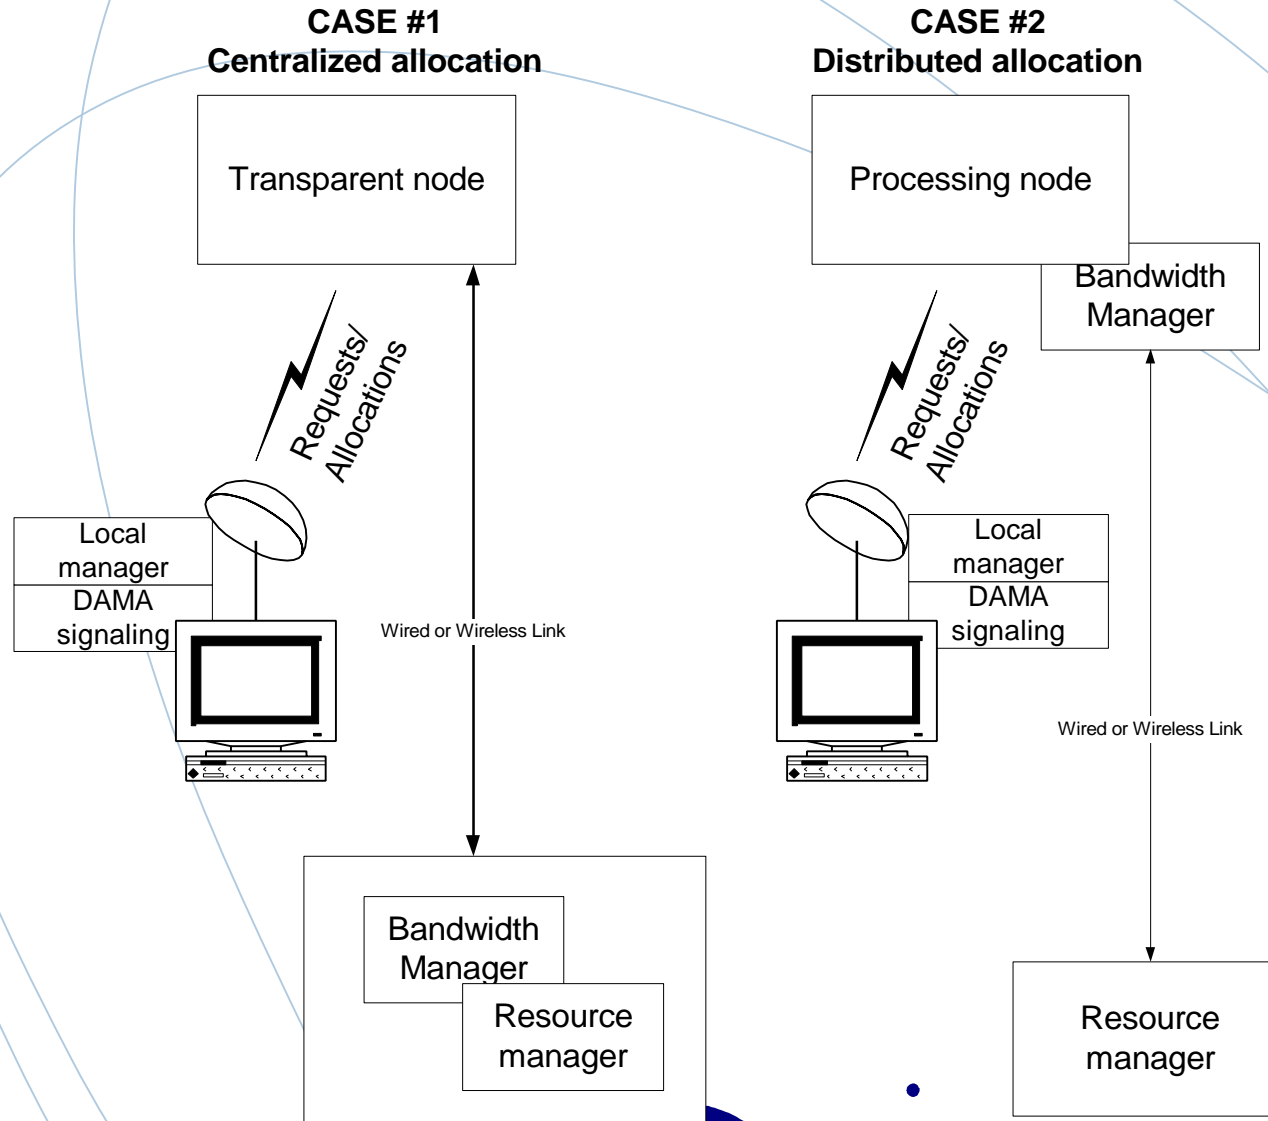 CASE #1
Centralized allocation
Transparent node
Requests/
Allocations
Local
manager
DAMA
signaling
Wired or Wireless Link
Bandwidth
Manager
Resource
manager
CASE #2
Distributed allocation
Processing node
Bandwidth
Manager
Requests/
Allocations
Local
manager
DAMA
signaling
Wired or Wireless Link
Resource
manager